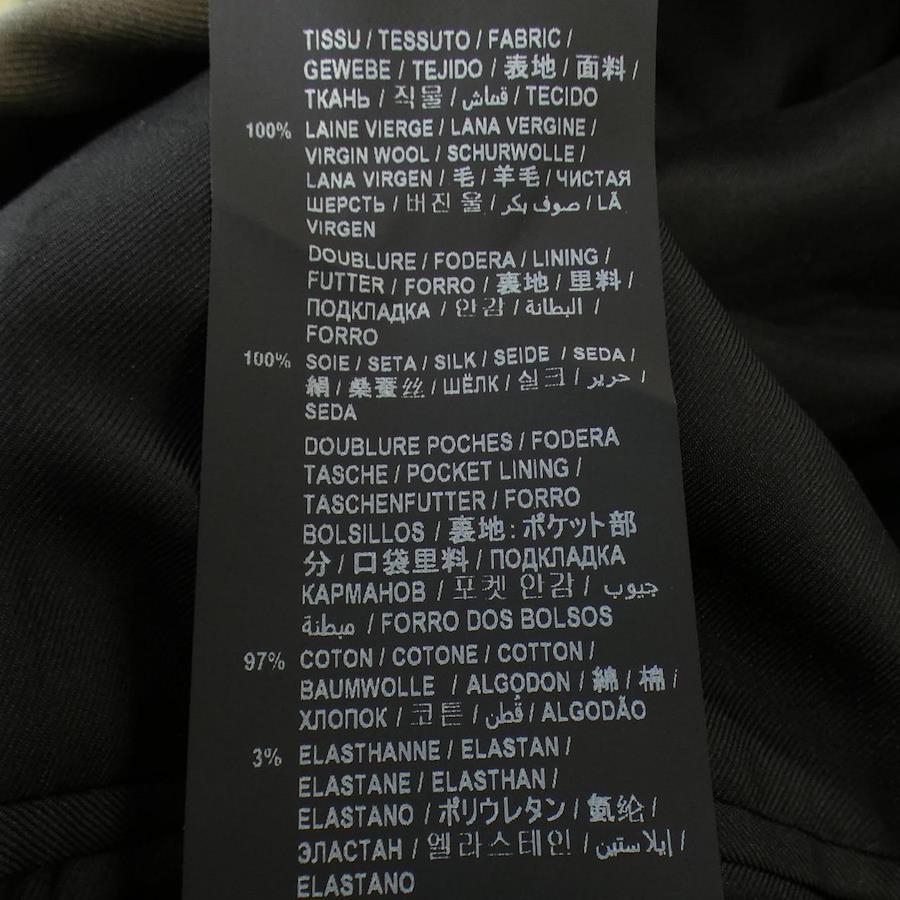 TISSU / TESSUTO / FABRIC /
GEWEBE / TEJIDO / 表地 / 面料 /
ТКАНЬ / 직물 / قماش / TECIDO
100% LAINE VIERGE / LANA VERGINE /
VIRGIN WOOL / SCHURWOLLE /
LANA VIRGEN / 毛 / 羊毛 / ЧИСТАЯ
ШЕРСТЬ / 버진 울 / صوف بكر / LÃ
VIRGEN
DOUBLURE / FODERA / LINING /
FUTTER / FORRO / 裏地 / 里料 /
ПОДКЛАДКА / 안감 / البطانة /
FORRO
100% SOIE / SETA / SILK / SEIDE / SEDA /
絹 / 桑蚕丝 / ШЁЛК / 실크 / حرير /
SEDA
DOUBLURE POCHES / FODERA
TASCHE / POCKET LINING /
TASCHENFUTTER / FORRO
BOLSILLOS / 裏地：ポケット部
分 / 口袋里料 / ПОДКЛАДКА
КАРМАНОВ / 포켓 안감 / جيوب
مبطنة / FORRO DOS BOLSOS
97% COTON / COTONE / COTTON /
BAUMWOLLE / ALGODON / 綿 / 棉 /
ХЛОПОК / 코튼 / قُطن / ALGODÃO
3% ELASTHANNE / ELASTAN /
ELASTANE / ELASTHAN /
ELASTANO / ポリウレタン / 氨纶 /
ЭЛАСТАН / 엘라스테인 / إيلاستين /
ELASTANO